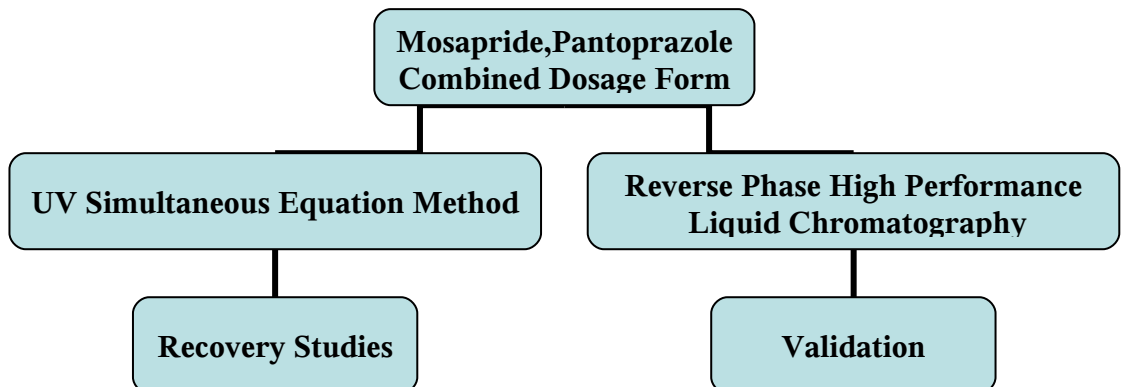 Mosapride,Pantoprazole
Combined Dosage Form
UV Simultaneous Equation Method
Reverse Phase High Performance
Liquid Chromatography
Recovery Studies
Validation